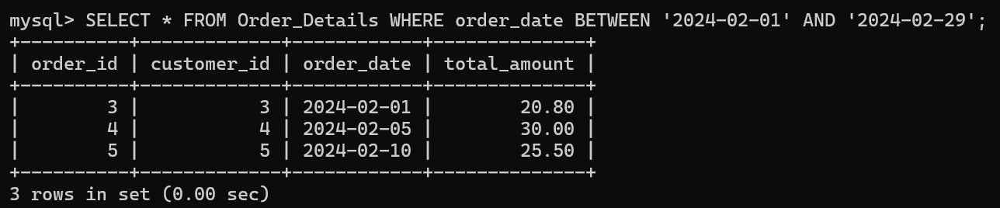 mysql> SELECT * FROM Order_Details WHERE order_date BETWEEN '2024-02-01' AND '2024-02-29';
+----------+-------------+------------+--------------+
| order_id | customer_id | order_date | total_amount |
+----------+-------------+------------+--------------+
|        3 |           3 | 2024-02-01 |        20.80 |
|        4 |           4 | 2024-02-05 |        30.00 |
|        5 |           5 | 2024-02-10 |        25.50 |
+----------+-------------+------------+--------------+
3 rows in set (0.00 sec)